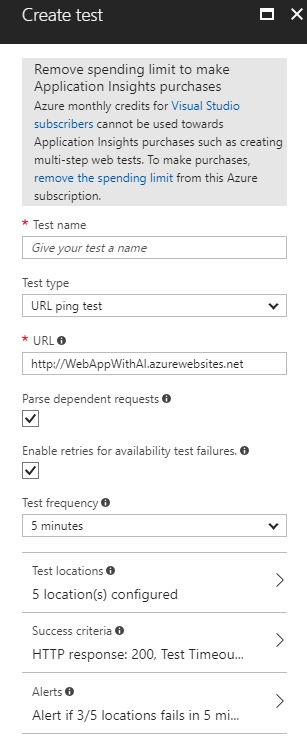 Create test
Remove spending limit to make
Application Insights purchases
Azure monthly credits for Visual Studio
subscribers cannot be used towards
Application Insights purchases such as creating
multi-step web tests. To make purchases,
remove the spending limit from this Azure
subscription.
* Test name
Give your test a name
Test type
URL ping test
* URL
http://WebAppWithAI.azurewebsites.net
Parse dependent requests
Enable retries for availability test failures.
Test frequency
5 minutes
Test locations
5 location(s) configured
Success criteria
HTTP response: 200, Test Timeou...
Alerts
Alert if 3/5 locations fails in 5 mi...